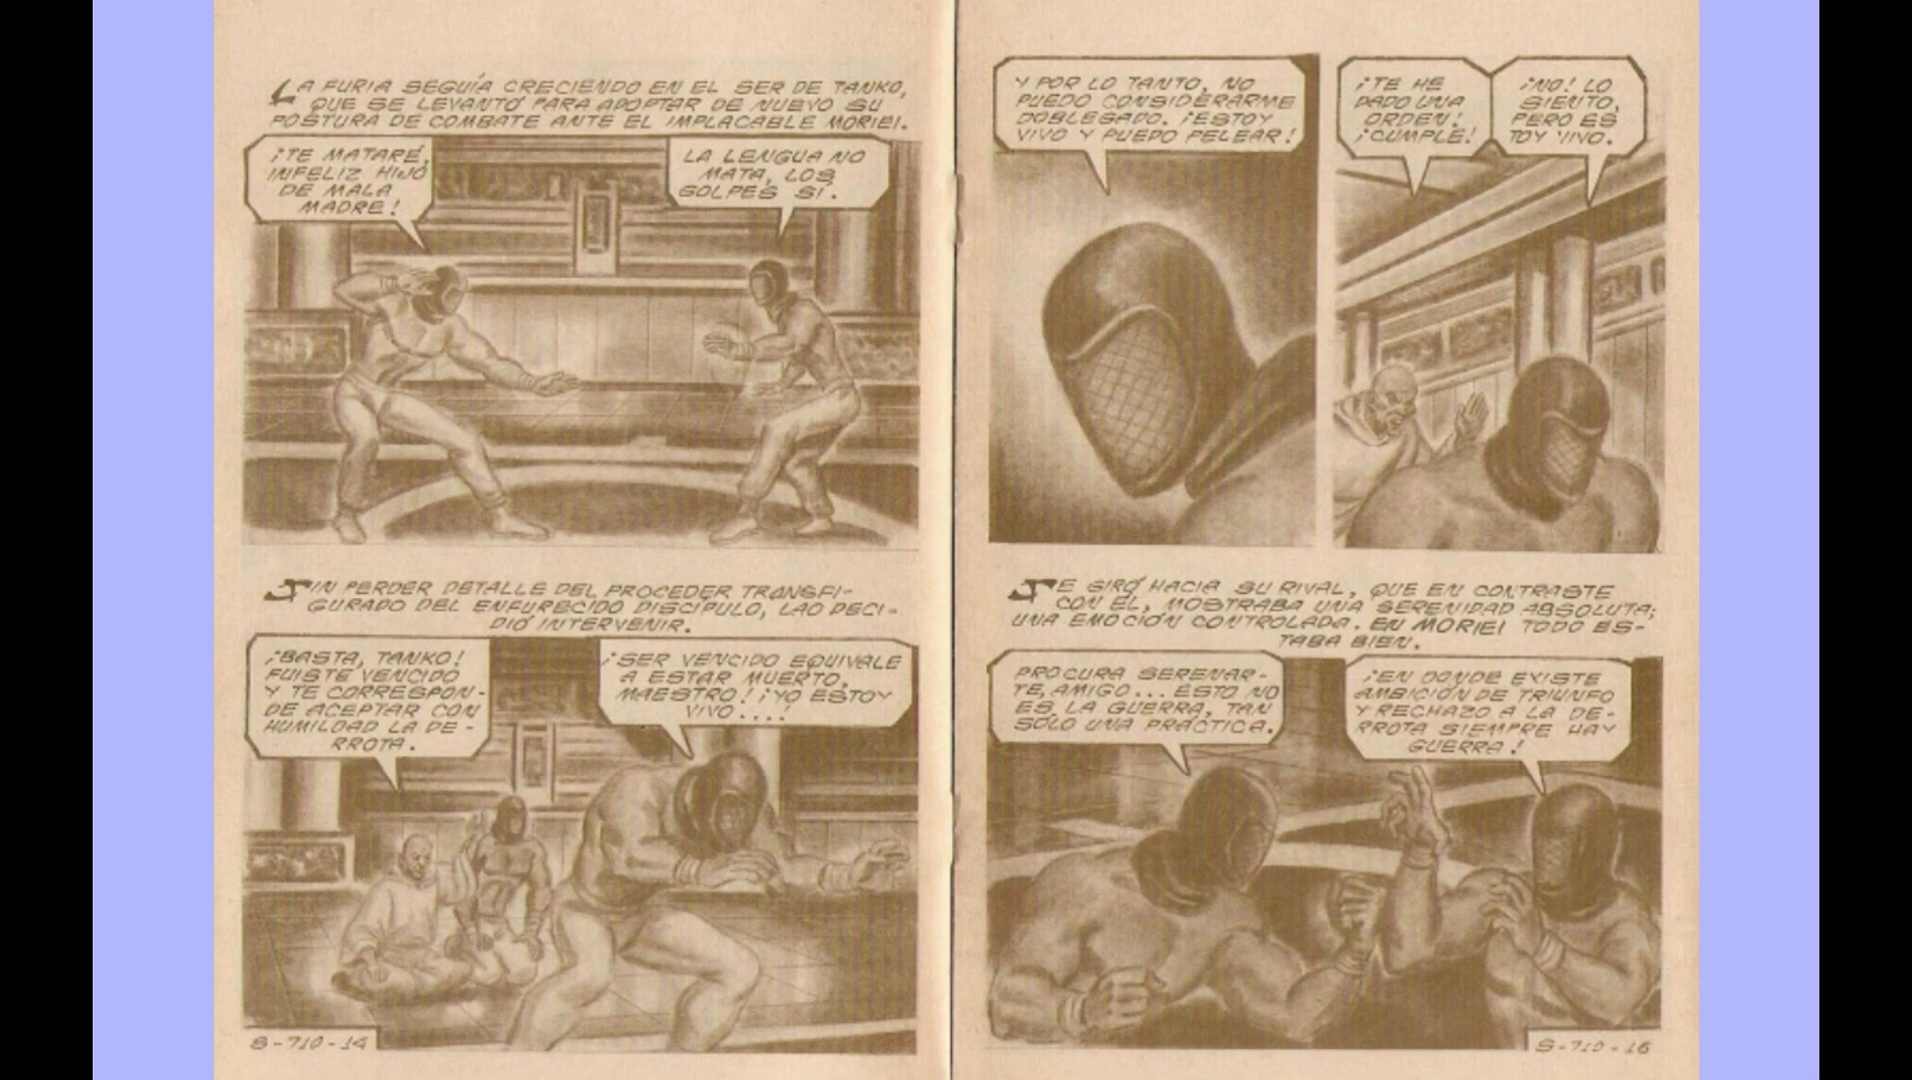 LA FURIA SEGUÍA CRECIENDO EN EL SER DE TANKO,
QUE SE LEVANTÓ PARA ADOPTAR DE NUEVO SU
POSTURA DE COMBATE ANTE EL IMPLACABLE MORIEI.
¡TE MATARÉ,
INFELIZ HIJO
DE MALA
MADRE!
LA LENGUA NO
MATA, LOS
GOLPES SÍ.
SIN PERDER DETALLE DEL PROCEDER TRANSFI-
GURADO DEL ENFURECIDO DISCÍPULO, LAO DECI-
DIÓ INTERVENIR.
¡BASTA, TANKO!
FUISTE VENCIDO
Y TE CORRESPON-
DE ACEPTAR CON
HUMILDAD LA DE-
RROTA.
¡SER VENCIDO EQUIVALE
A ESTAR MUERTO,
MAESTRO! ¡YO ESTOY
VIVO....!
S-710-14
Y POR LO TANTO, NO
PUEDO CONSIDERARME
DOBLEGADO. ¡ESTOY
VIVO Y PUEDO PELEAR!
¡TE HE
DADO UNA
ORDEN!
¡CUMPLE!
¡NO! LO
SIENTO,
PERO ES
TOY VIVO.
SE GIRÓ HACIA SU RIVAL, QUE EN CONTRASTE
CON ÉL, MOSTRABA UNA SERENIDAD ABSOLUTA;
UNA EMOCIÓN CONTROLADA. EN MORIEI TODO ES-
TABA BIEN.
PROCURA SERENAR-
TE, AMIGO... ESTO NO
ES LA GUERRA, TAN
SÓLO UNA PRÁCTICA.
¡EN DONDE EXISTE
AMBICIÓN DE TRIUNFO
Y RECHAZO A LA DE-
RROTA SIEMPRE HAY
GUERRA!
S-710-16